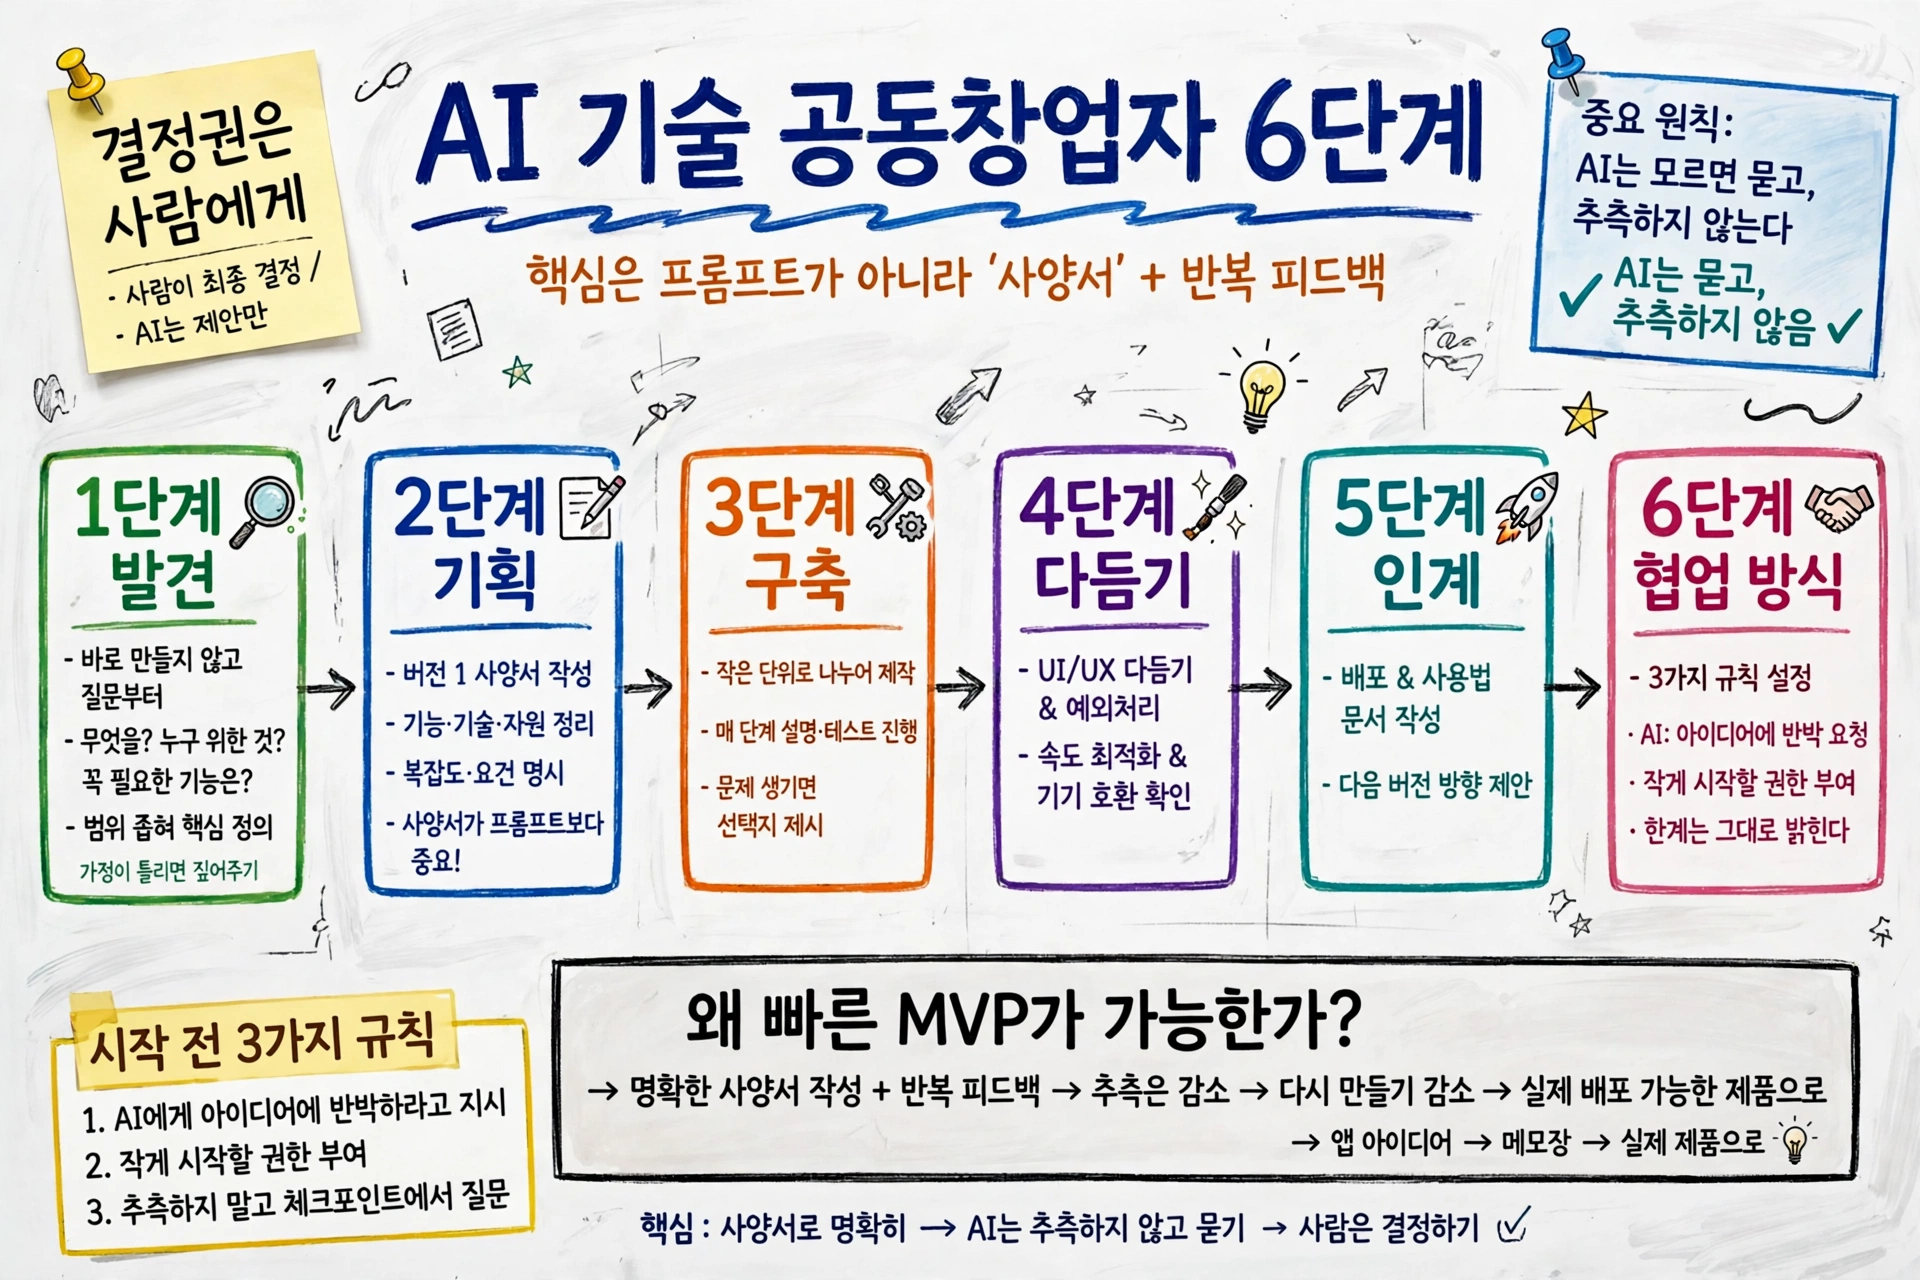 결정권은
사람에게
- 사람이 최종 결정 /
- AI는 제안만
AI 기술 공동창업자 6단계
핵심은 프롬프트가 아니라 '사양서' + 반복 피드백
중요 원칙:
AI는 모르면 묻고,
추측하지 않는다
✓ AI는 묻고,
추측하지 않음 ✓
1단계
발견
- 바로 만들지 않고
질문부터
- 무엇을? 누구 위한 것?
꼭 필요한 기능은?
- 범위 좁혀 핵심 정의
가정이 틀리면 짚어주기
2단계
기획
- 버전 1 사양서 작성
- 기능·기술·자원 정리
- 복잡도·요건 명시
- 사양서가 프롬프트보다
중요!
3단계
구축
- 작은 단위로 나누어 제작
- 매 단계 설명·테스트 진행
- 문제 생기면
선택지 제시
4단계
다듬기
- UI/UX 다듬기
& 예외처리
- 속도 최적화 &
기기 호환 확인
5단계
인계
- 배포 & 사용법
문서 작성
- 다음 버전 방향 제안
6단계
협업 방식
- 3가지 규칙 설정
· AI: 아이디어에 반박 요청
· 작게 시작할 권한 부여
· 한계는 그대로 밝힌다
시작 전 3가지 규칙
1. AI에게 아이디어에 반박하라고 지시
2. 작게 시작할 권한 부여
3. 추측하지 말고 체크포인트에서 질문
왜 빠른 MVP가 가능한가?
→ 명확한 사양서 작성 + 반복 피드백 → 추측은 감소 → 다시 만들기 감소 → 실제 배포 가능한 제품으로
→ 앱 아이디어 → 메모장 → 실제 제품으로
핵심 : 사양서로 명확히 → AI는 추측하지 않고 묻기 → 사람은 결정하기 ✓